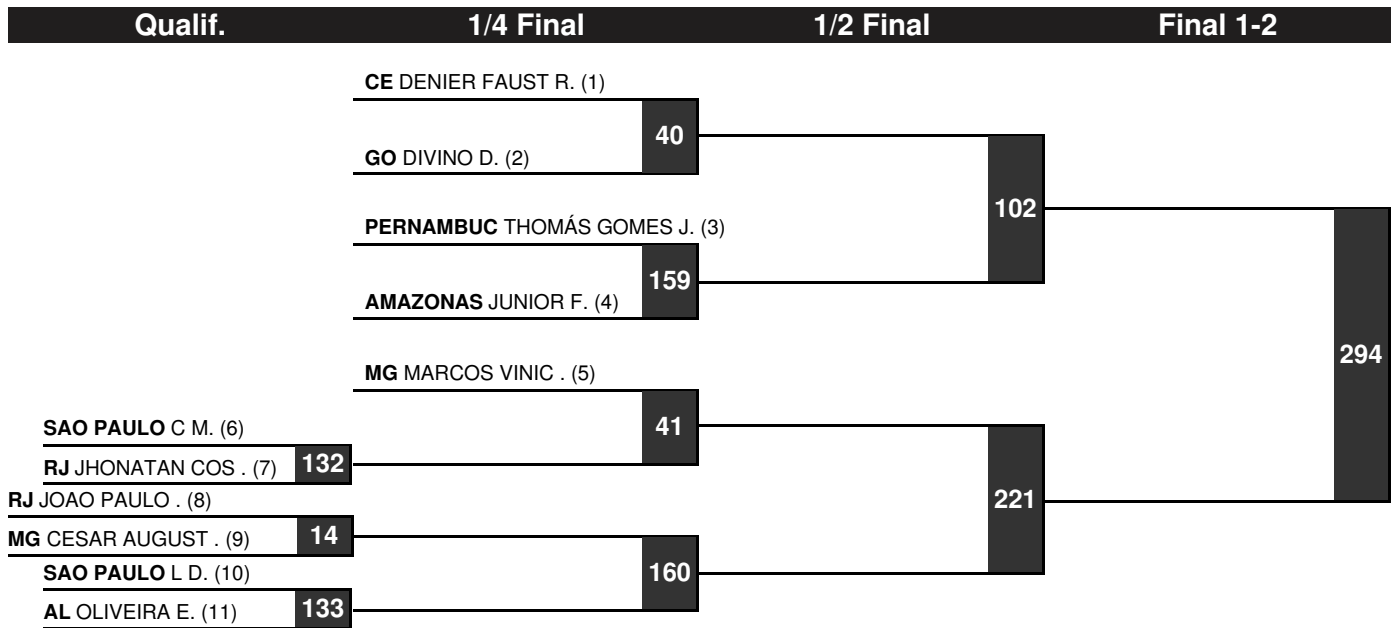 Qualif. 1/4 Final 1/2 Final Final 1-2
CE DENIER FAUST R. (1)
40
GO DIVINO D. (2)
102
PERNAMBUC THOMÁS GOMES J. (3)
159
AMAZONAS JUNIOR F. (4)
294
MG MARCOS VINIC . (5)
41
SAO PAULO C M. (6)
RJ JHONATAN COS . (7) 132
221
RJ JOAO PAULO . (8)
MG CESAR AUGUST . (9) 14
SAO PAULO L D. (10)
160
AL OLIVEIRA E. (11) 133